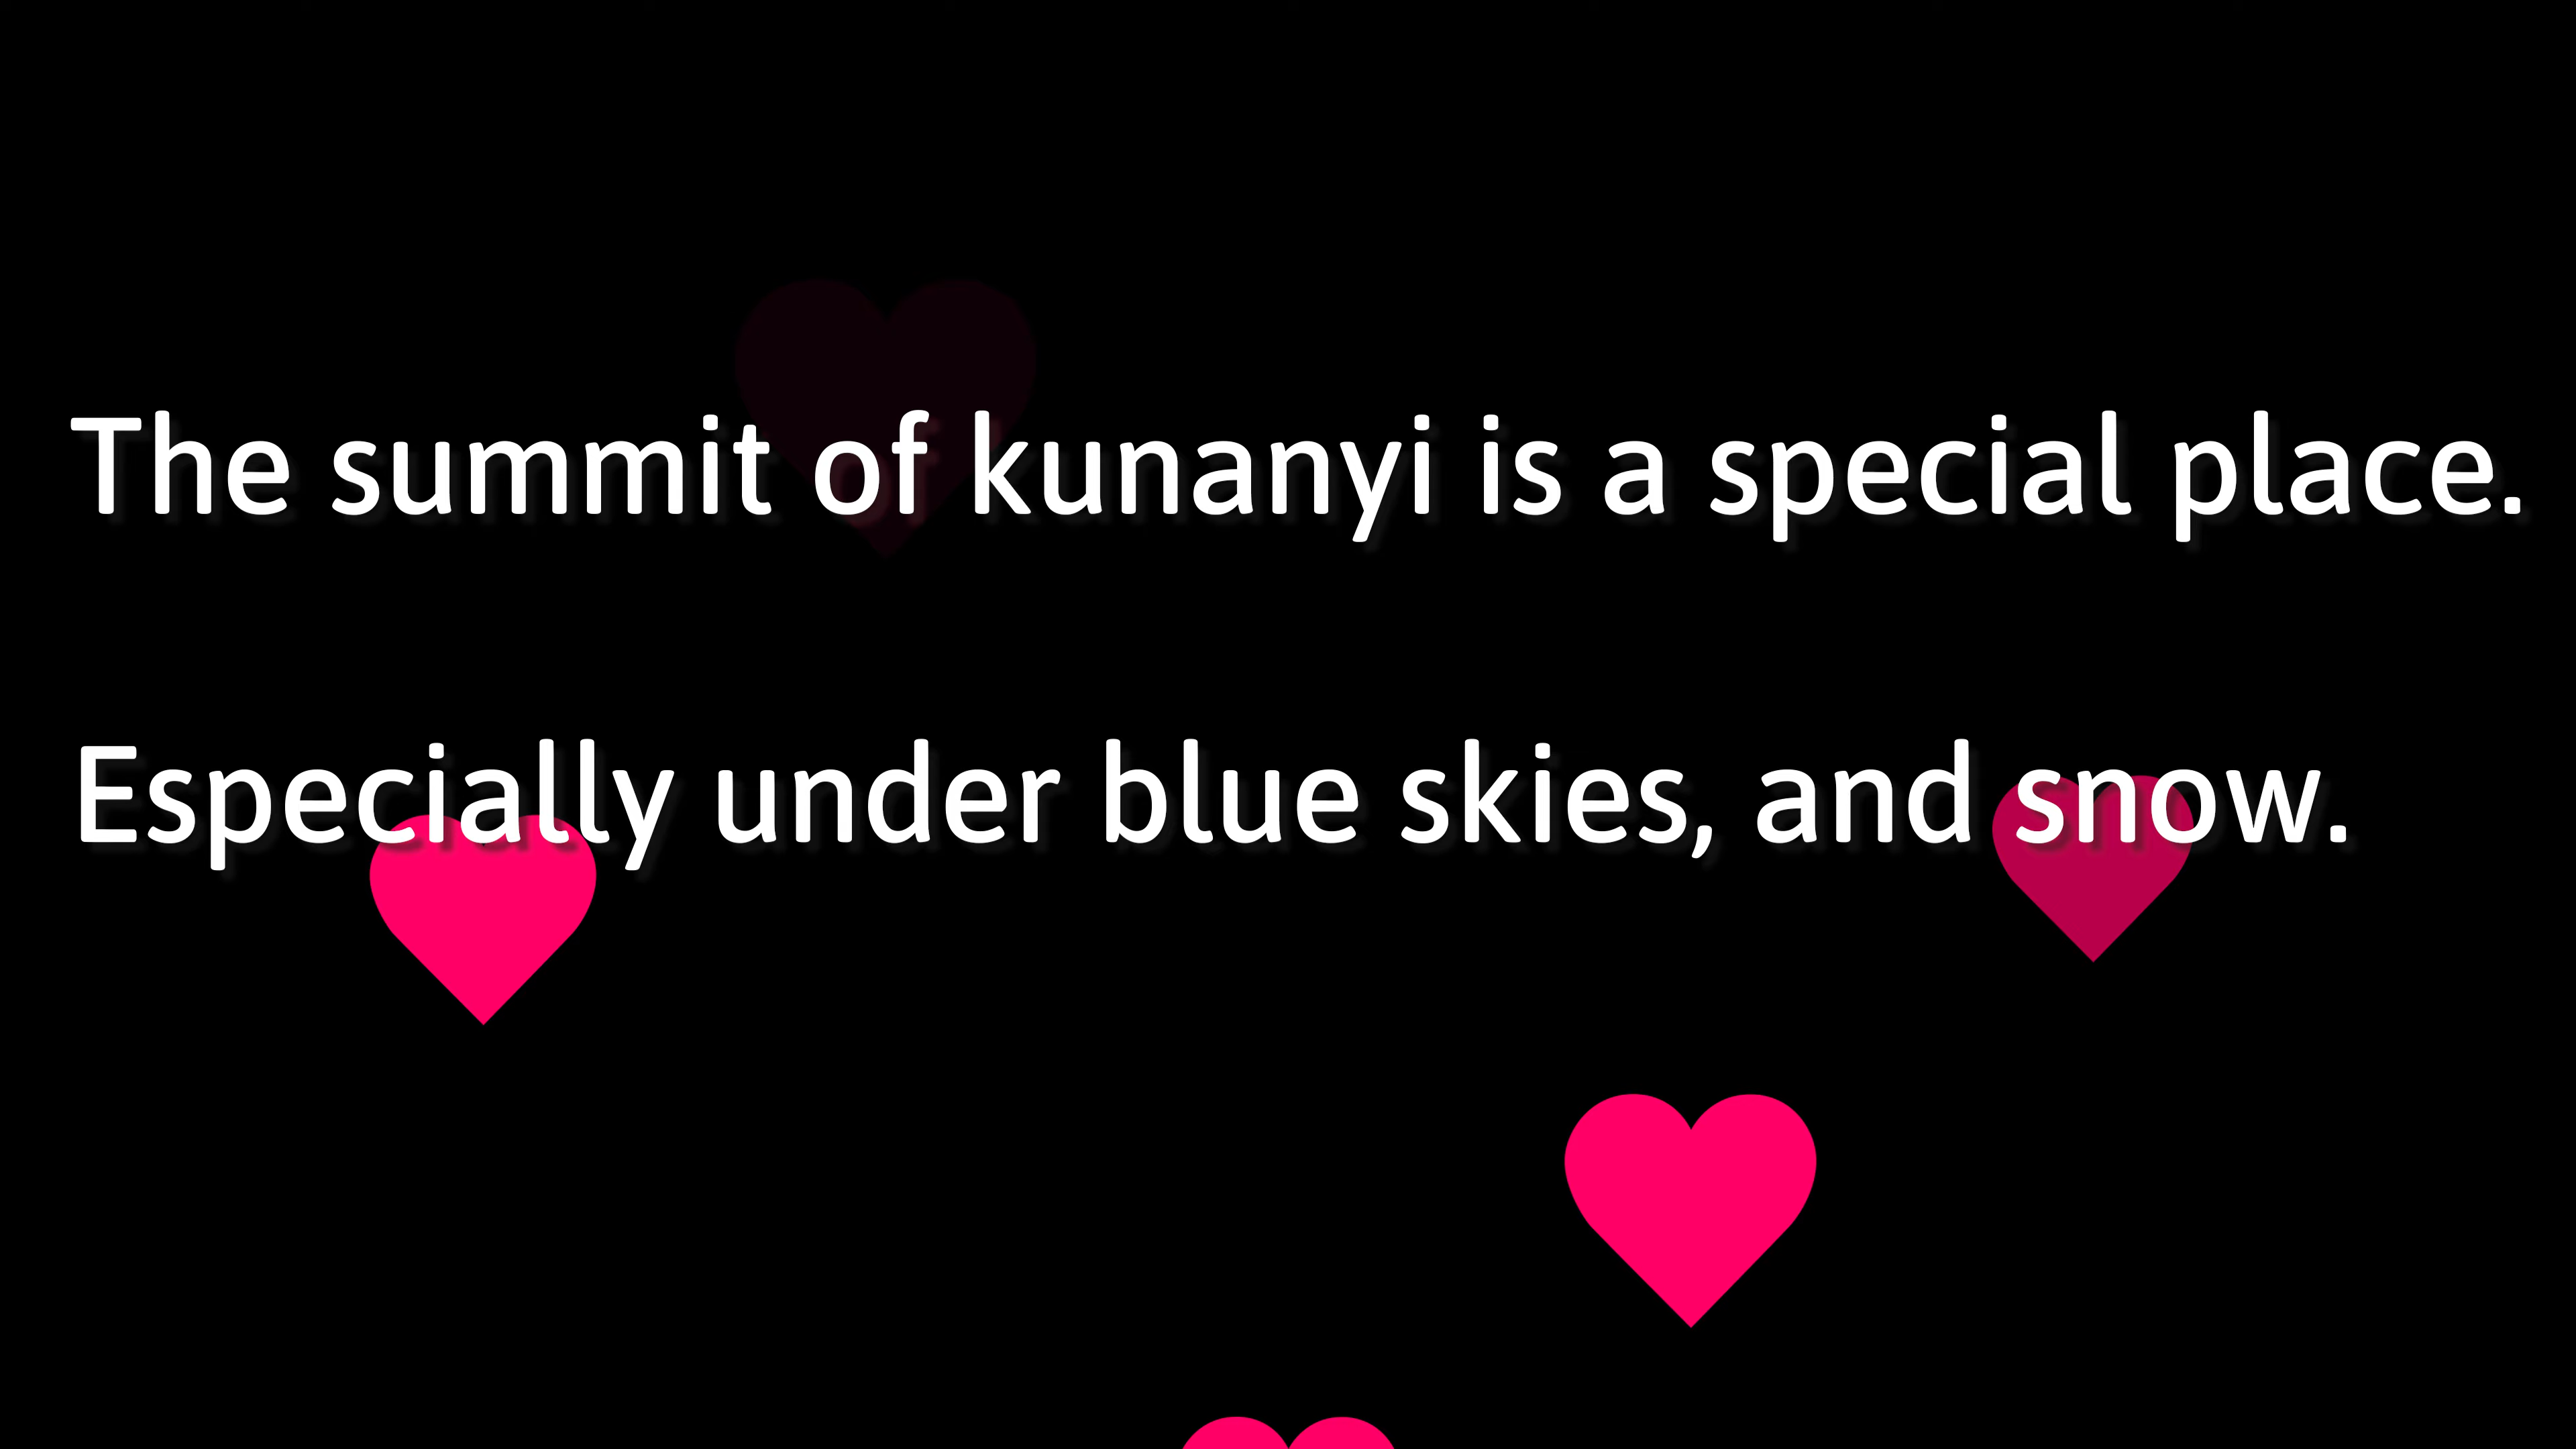 The summit of kunanyi is a special place.
Especially under blue skies, and snow.